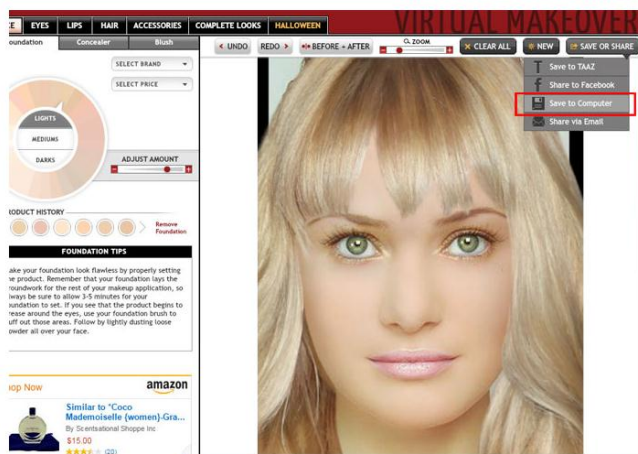 VIRTUAL MAKEOVER
CE EYES LIPS HAIR ACCESSORIES COMPLETE LOOKS HALLOWEEN
oundation Concealer Blush
UNDO REDO BEFORE + AFTER ZOOM CLEAR ALL NEW SAVE OR SHARE
SELECT BRAND
SELECT PRICE
Save to TAAZ
Share to Facebook
Save to Computer
Share via Email
LIGHTS
MEDIUMS
DARKS
ADJUST AMOUNT
RODUCT HISTORY
Remove
Foundation
FOUNDATION TIPS
ake your foundation look flawless by properly setting
he product. Remember that your foundation lays the
roundwork for the rest of your makeup application, so
lways be sure to allow 3-5 minutes for your
oundation to set. If you see that the product begins to
rease around the eyes, use your foundation brush to
uff out those areas. Follow by lightly dusting loose
owder all over your face.
hop Now amazon
Similar to "Coco
Mademoiselle (women)-Gra...
By Scentsational Shoppe Inc
$15.00
(20)